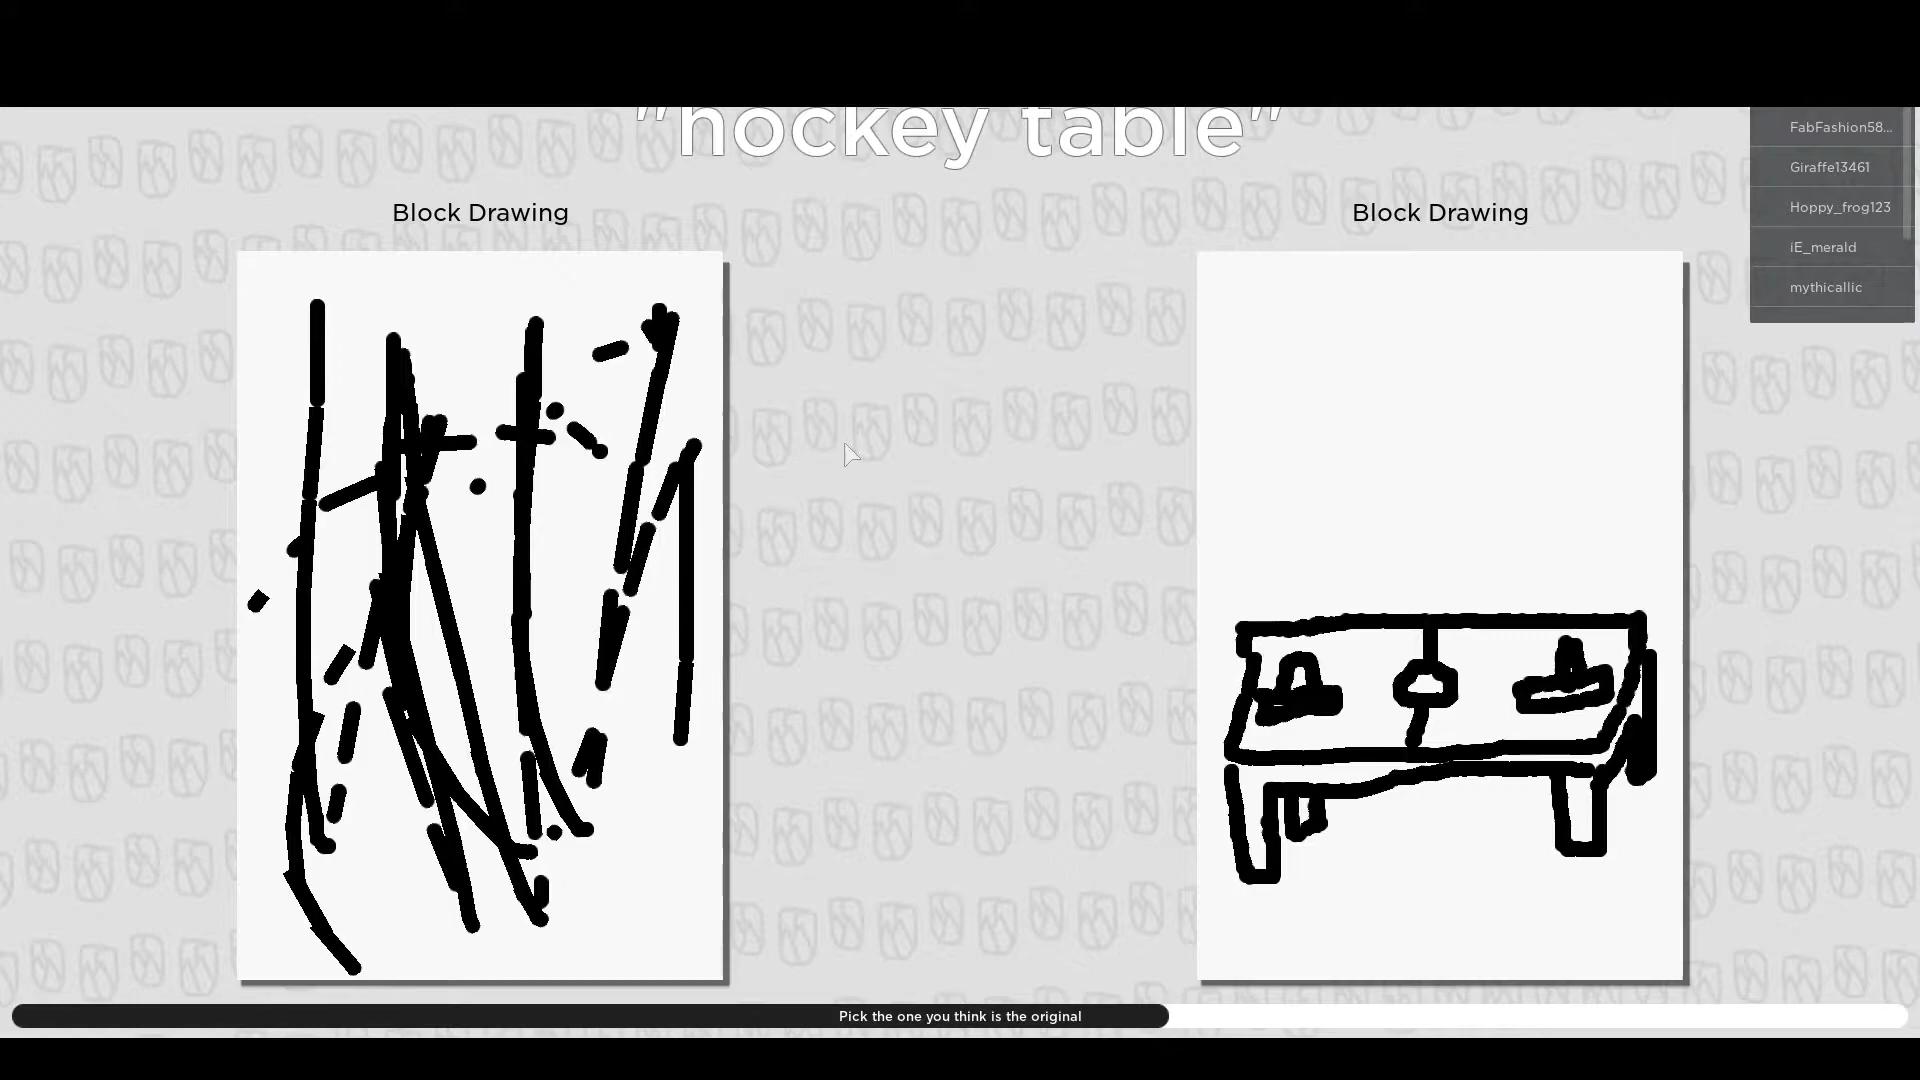 "hockey table"
Block Drawing
Block Drawing
FabFashion58...
Giraffe13461
Hoppy_frog123
iE_merald
mythicallic
Pick the one you think is the original